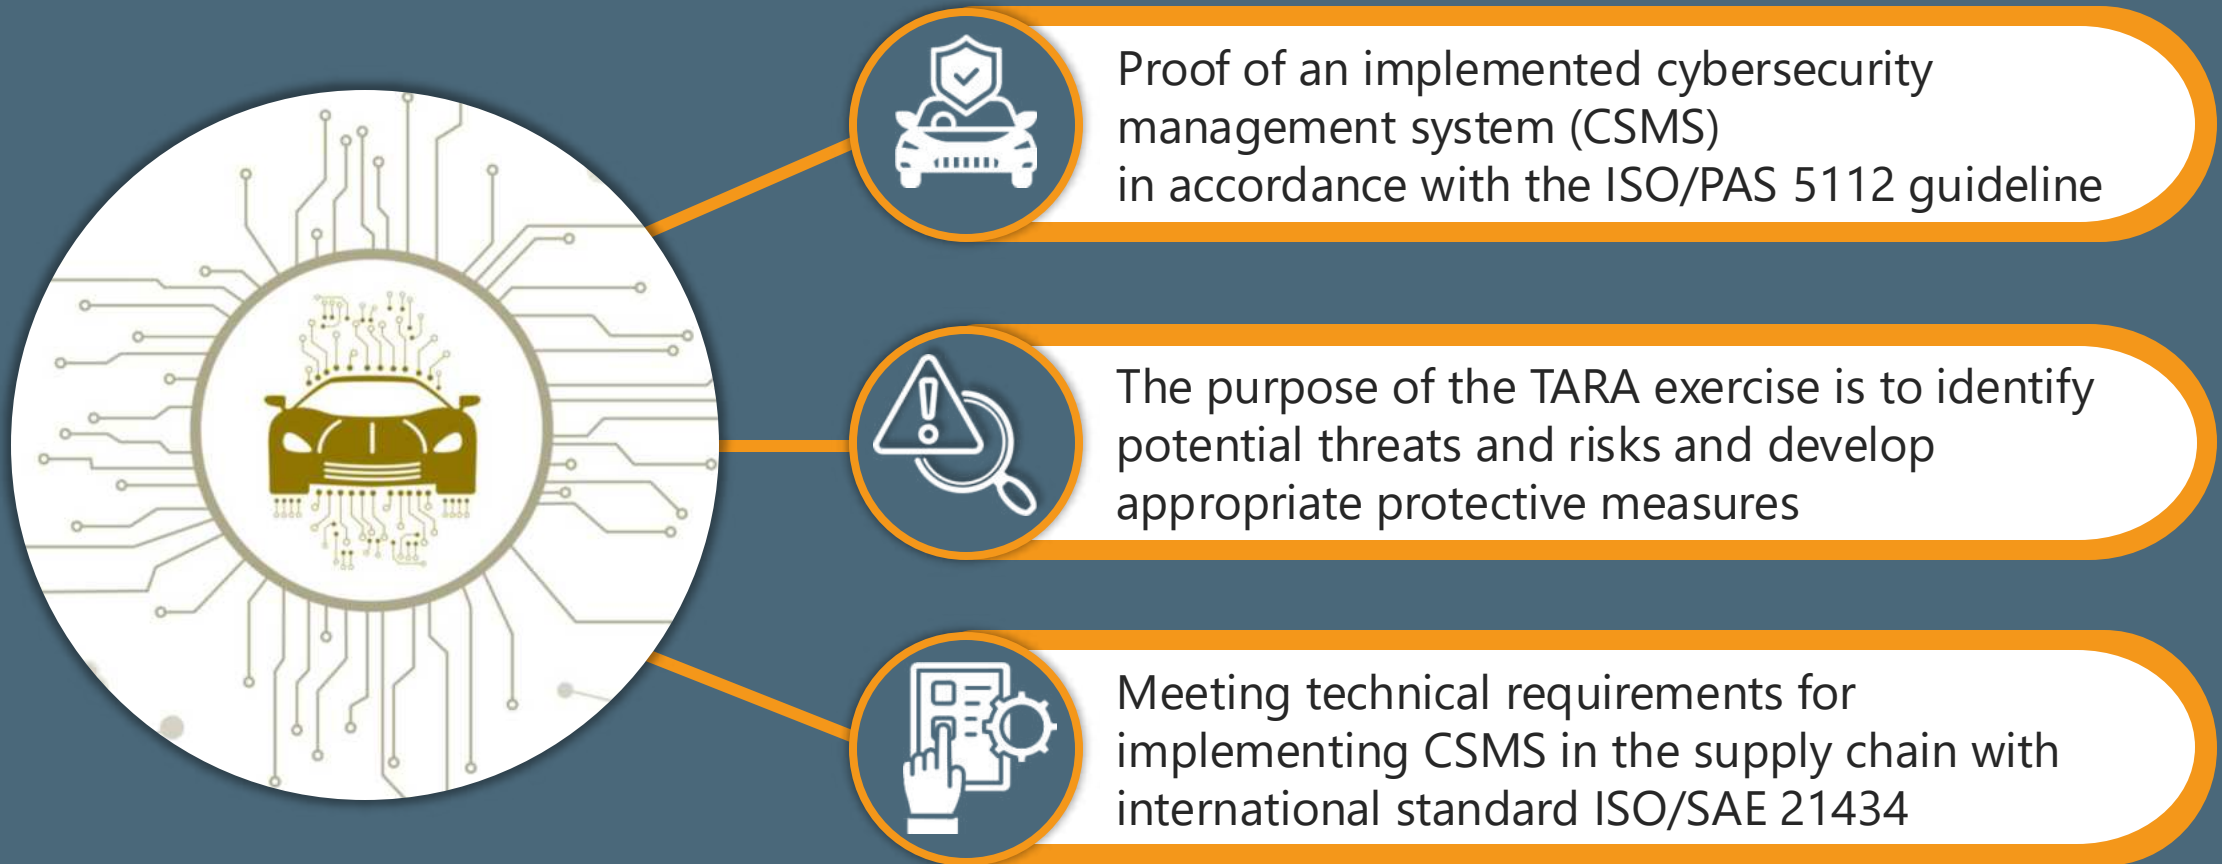 Proof of an implemented cybersecurity
management system (CSMS)
in accordance with the ISO/PAS 5112 guideline
The purpose of the TARA exercise is to identify
potential threats and risks and develop
appropriate protective measures
Meeting technical requirements for
implementing CSMS in the supply chain with
international standard ISO/SAE 21434